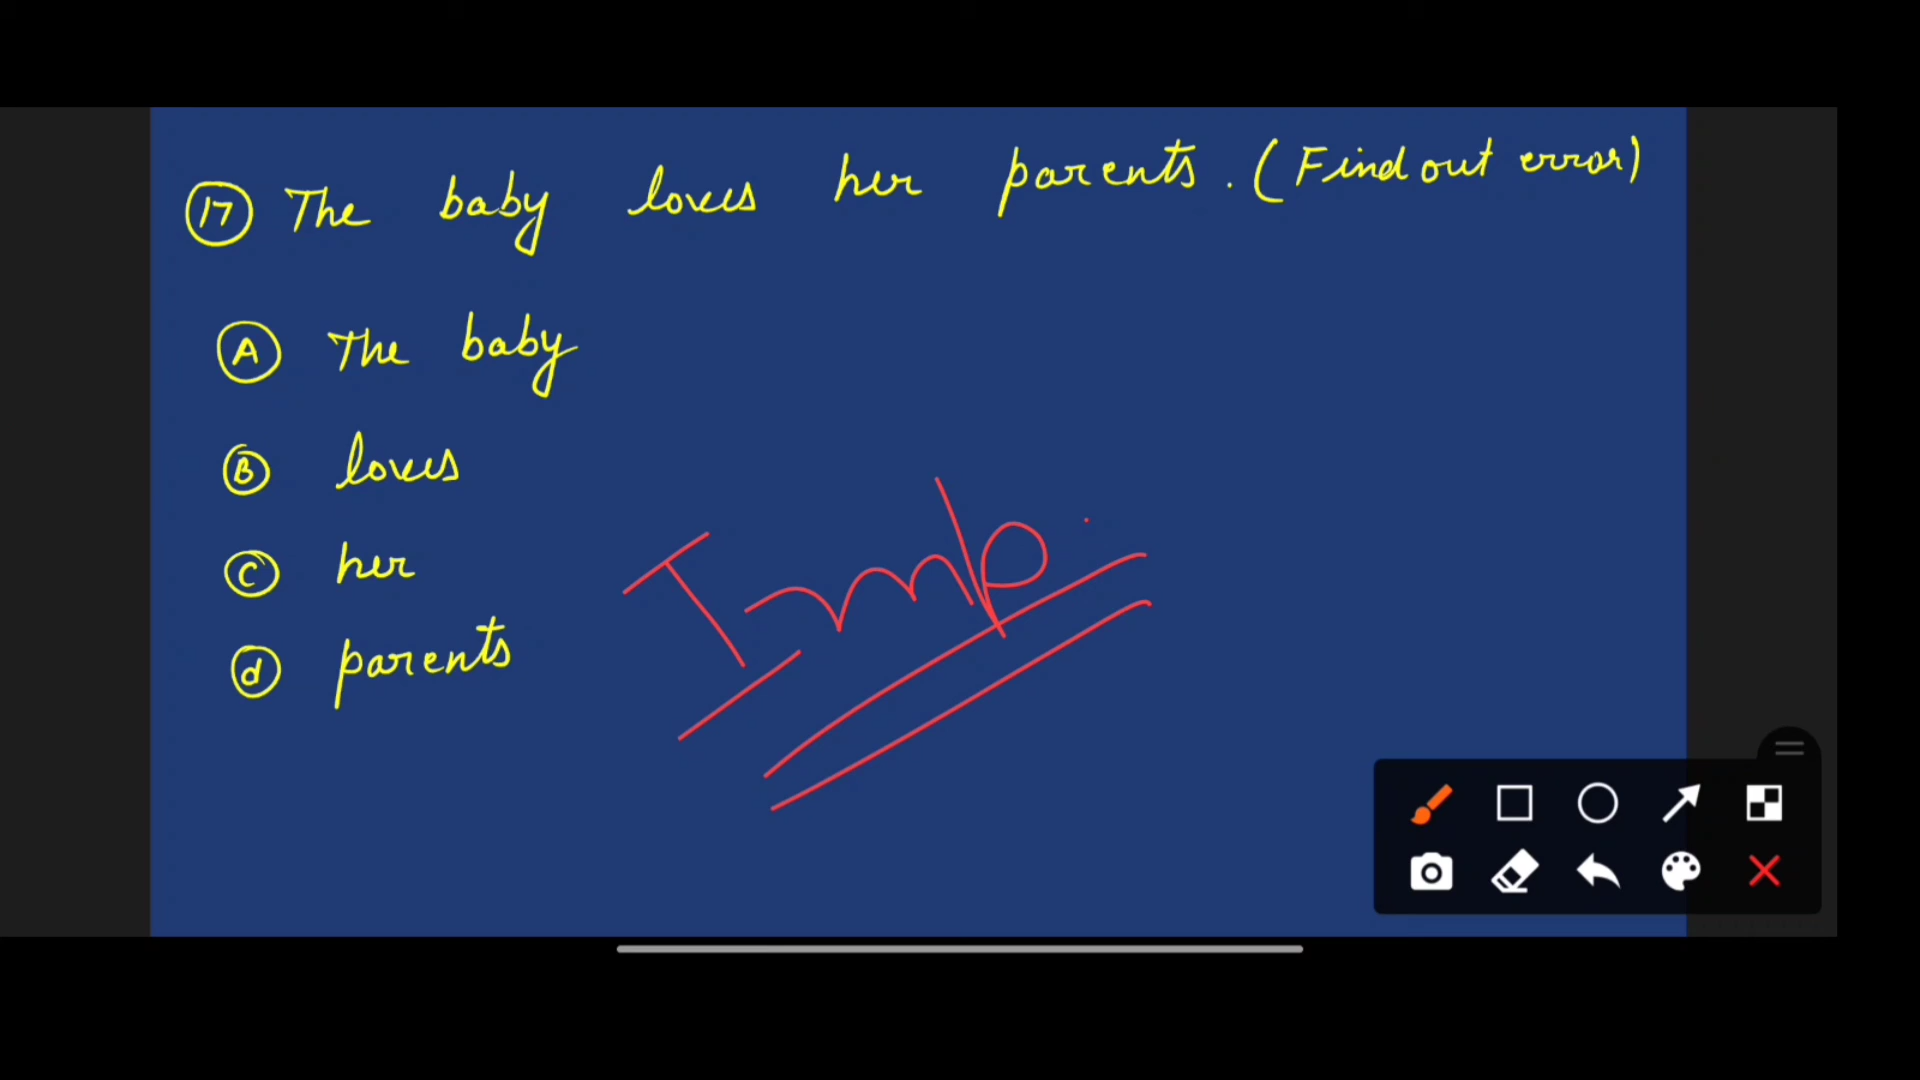 17 The baby loves her parents. (Find out error)
A The baby
B loves
C her
d parents
Imp.